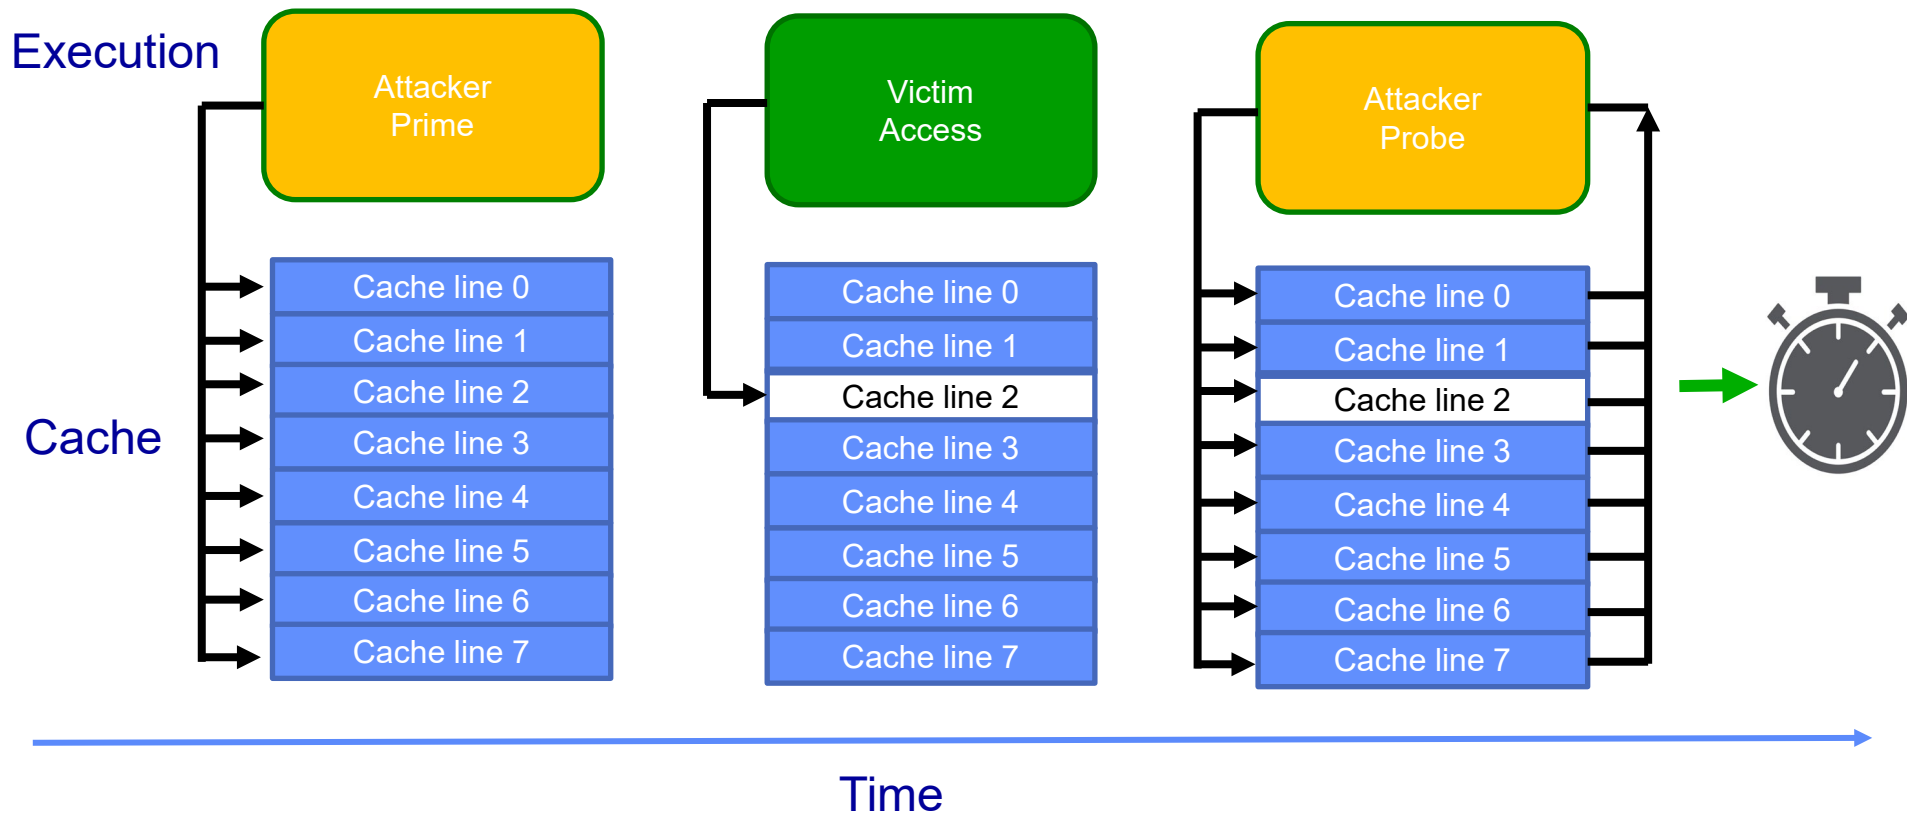 Execution
Attacker
Prime
Victim
Access
Attacker
Probe
Cache
Cache line 0
Cache line 1
Cache line 2
Cache line 3
Cache line 4
Cache line 5
Cache line 6
Cache line 7
Cache line 0
Cache line 1
Cache line 2
Cache line 3
Cache line 4
Cache line 5
Cache line 6
Cache line 7
Cache line 0
Cache line 1
Cache line 2
Cache line 3
Cache line 4
Cache line 5
Cache line 6
Cache line 7
Time